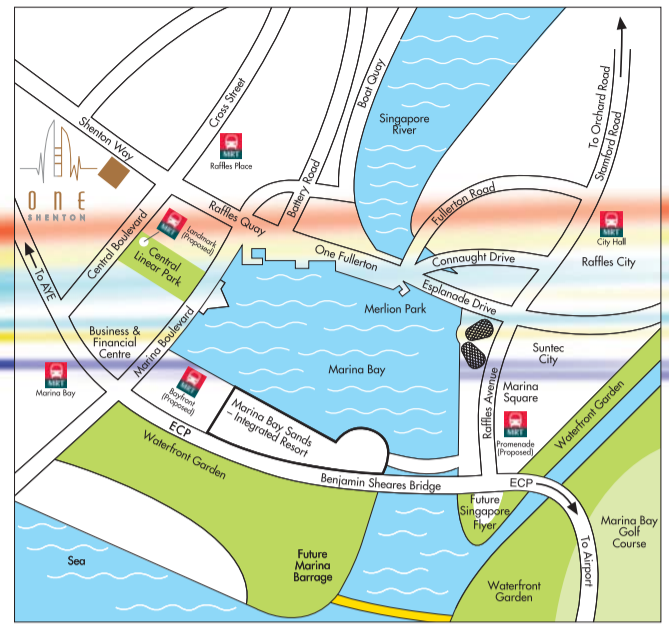 Boat Quay
To Orchard Road
Stamford Road
Cross Street
Singapore
River
Shenton Way
MRT
Raffles Place
ONE
SHENTON
Battery Road
Fullerton Road
Raffles Quay
MRT
City Hall
Central Boulevard
MRT
Landmark
(Proposed)
Central
Linear Park
One Fullerton
Connaught Drive
Raffles City
To AYE
Esplanade Drive
Merlion Park
Business &
Financial
Centre
Marina Boulevard
Suntec
City
Marina Bay
MRT
Marina Bay
MRT
Bayfront
(Proposed)
Raffles Avenue
Marina
Square
Waterfront Garden
Marina Bay Sands
– Integrated Resort
MRT
Promenade
(Proposed)
ECP
Waterfront Garden
Benjamin Sheares Bridge
ECP
Future
Singapore
Flyer
Marina Bay
Golf
Course
To Airport
Sea
Future
Marina
Barrage
Waterfront
Garden